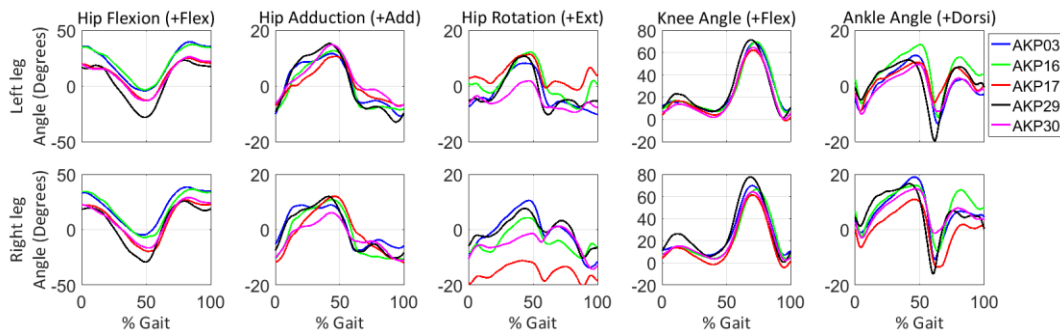 Hip Flexion (+Flex) Hip Adduction (+Add) Hip Rotation (+Ext) Knee Angle (+Flex) Ankle Angle (+Dorsi)
Left leg
Angle (Degrees)
50
0
-50
20
0
-20
20
0
-20
80
60
40
20
0
20
0
-20
AKP03
AKP16
AKP17
AKP29
AKP30
Right leg
Angle (Degrees)
50
0
-50
20
0
-20
20
0
-20
80
60
40
20
0
20
0
-20
0 50 100 0 50 100 0 50 100 0 50 100 0 50 100
% Gait % Gait % Gait % Gait % Gait